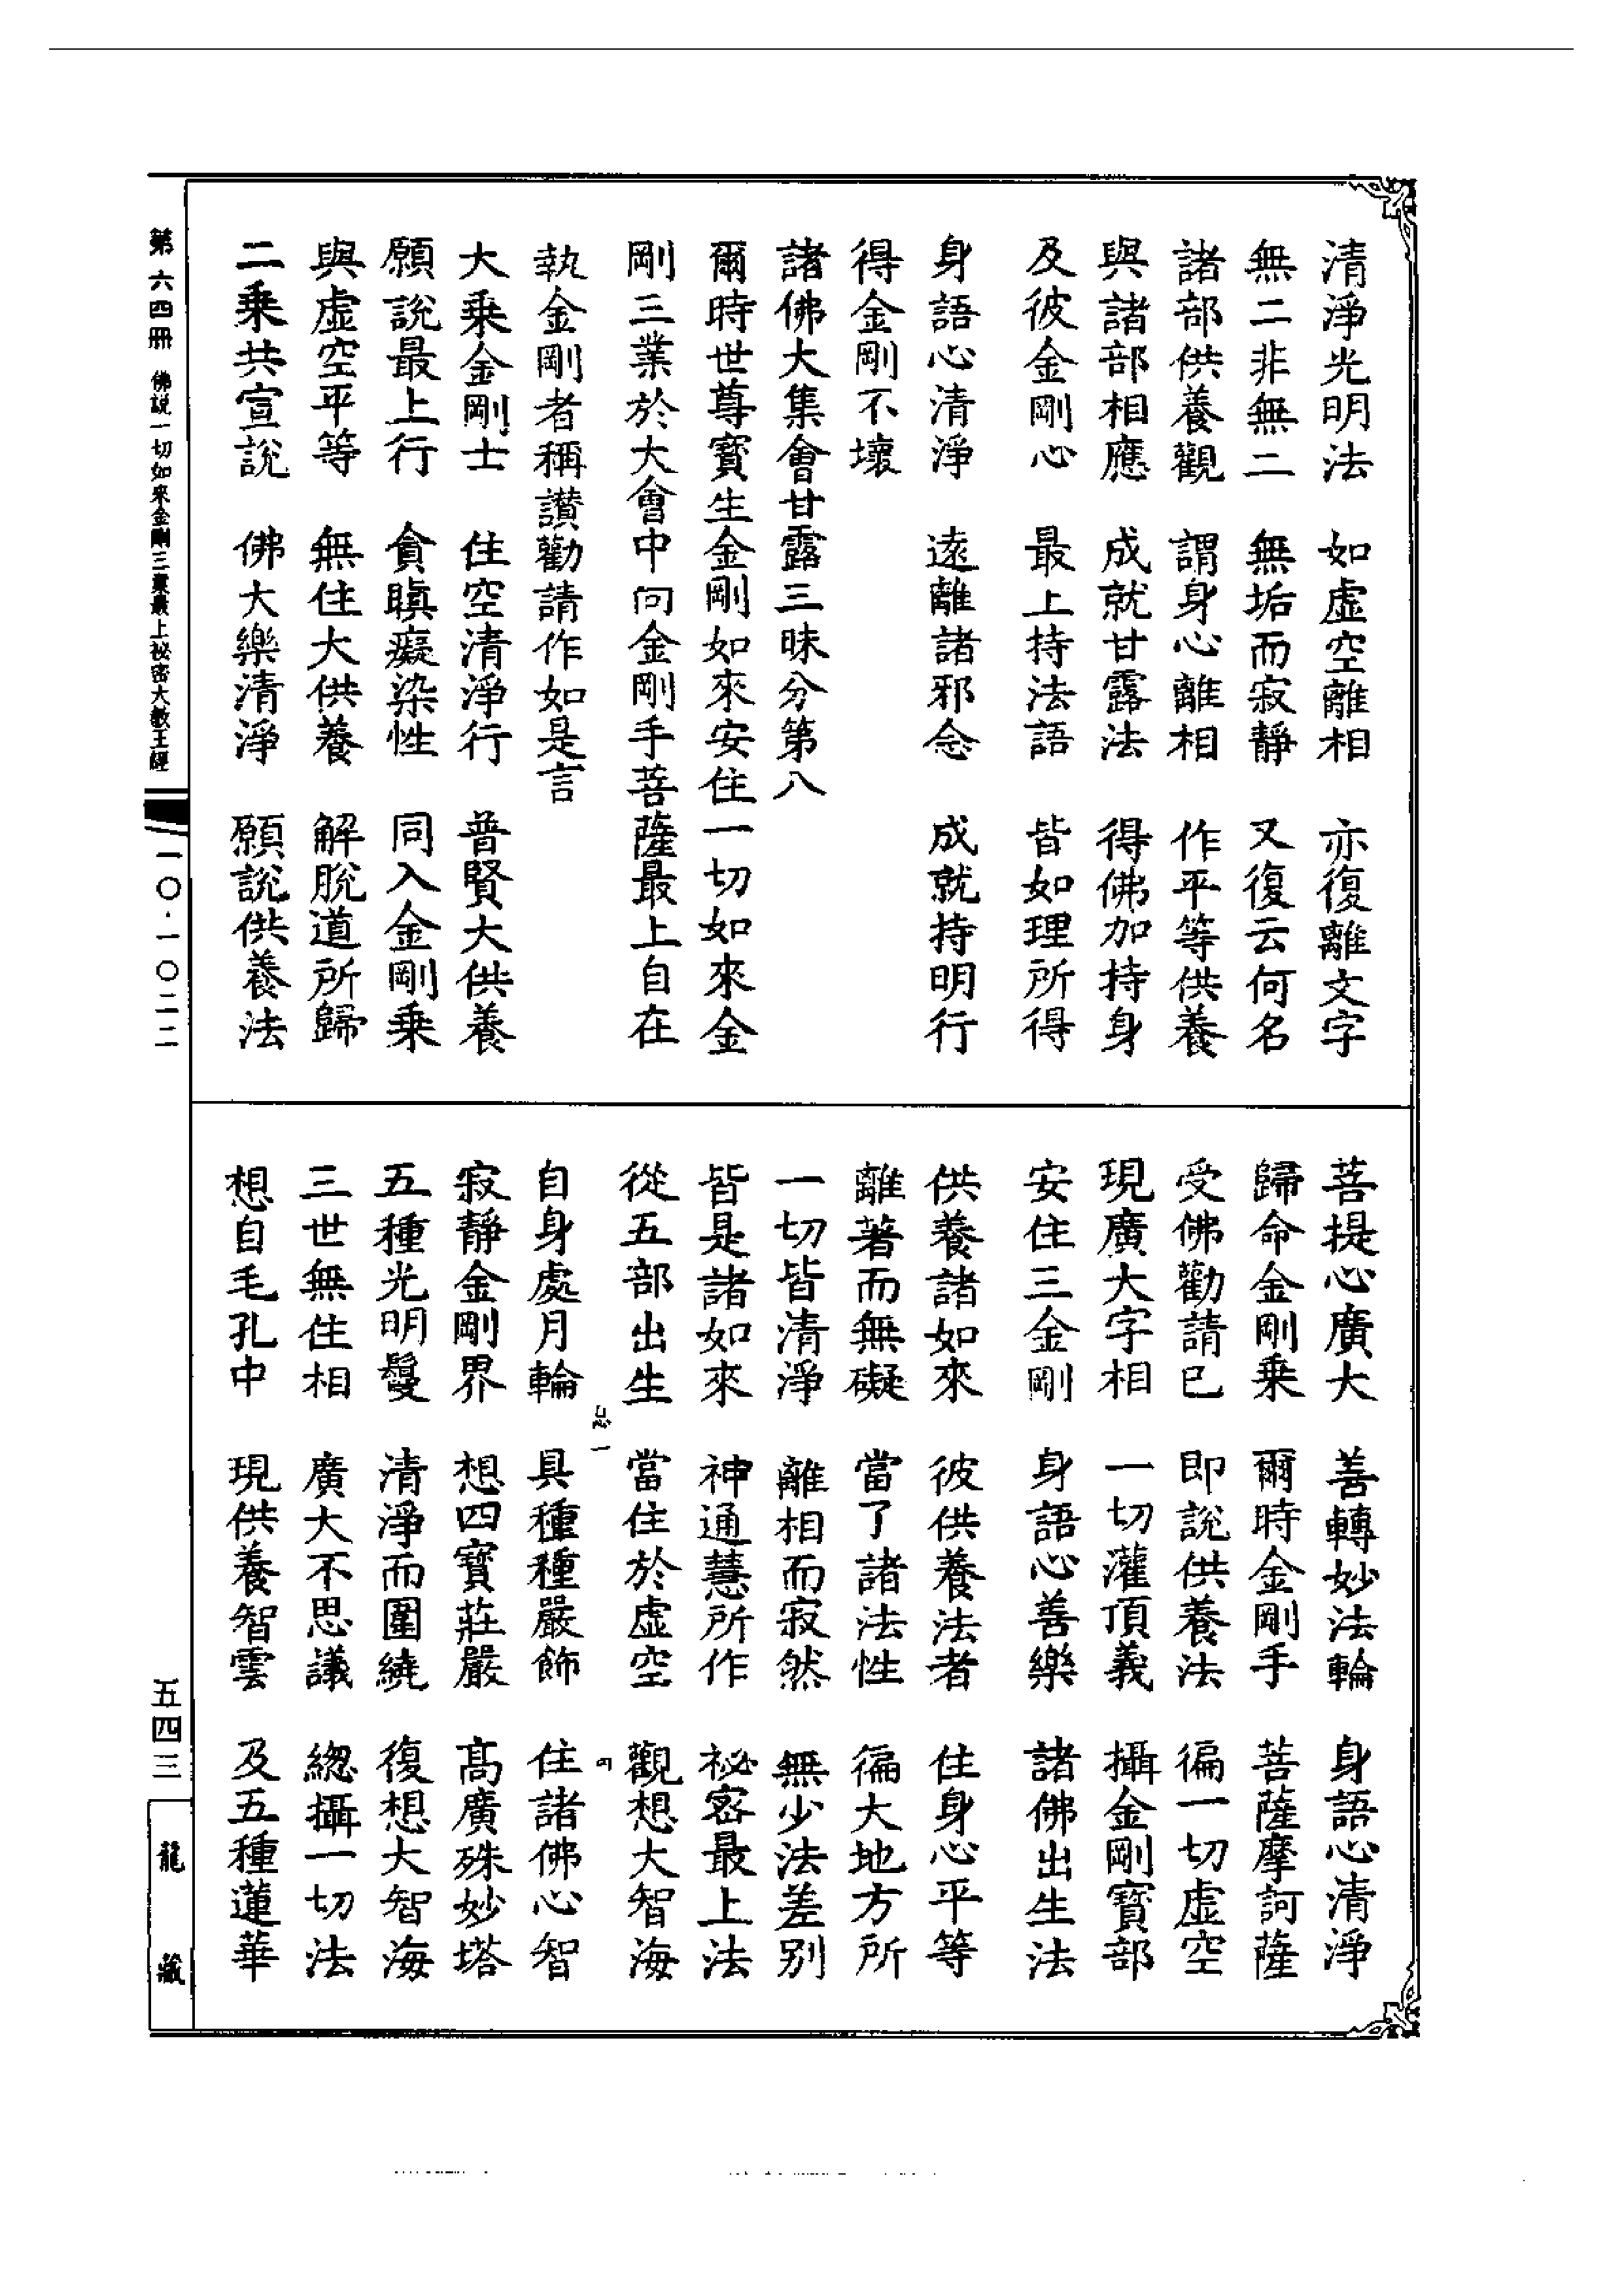 清淨光明法　如虛空離相　亦復離文字
無二非無二　無垢而寂靜　又復云何名
諸部供養觀　謂身心離相　作平等供養
與諸部相應　成就甘露法　得佛加持身
及彼金剛心　最上持法語　皆如理所得
身語心清淨　遠離諸邪念　成就持明行
得金剛不壞
諸佛大集會甘露三昧分第八
爾時世尊寶生金剛如來安住一切如來金
剛三業於大會中向金剛手菩薩最上自在
執金剛者稱讚勸請作如是言
大乘金剛士　住空清淨行　普賢大供養
願說最上行　貪瞋癡染性　同入金剛乘
與虛空平等　無住大供養　解脫道所歸
二乘共宣說　佛大樂清淨　願說供養法
菩提心廣大　善轉妙法輪　身語心清淨
歸命金剛乘　爾時金剛手　菩薩摩訶薩
受佛勸請已　即說供養法　徧一切虛空
現廣大字相　一切灌頂義　攝金剛寶部
安住三金剛　身語心善樂　諸佛出生法
供養諸如來　彼供養法者　住身心平等
離著而無礙　當了諸法性　徧大地方所
一切皆清淨　離相而寂然　無少法差別
皆是諸如來　神通慧所作　祕密最上法
從五部出生　當住於虛空　觀想大智海
自身處月輪　具種種嚴飾　住諸佛心智
寂靜金剛界　想四寶莊嚴　高廣殊妙塔
五種光明鬘　清淨而圍繞　復想大智海
三世無住相　廣大不思議　總攝一切法
想自毛孔中　現供養智雲　及五種蓮華
第六四冊　佛說一切如來金剛三業最上祕密大教王經
一〇·一〇二二
五四三
龍藏